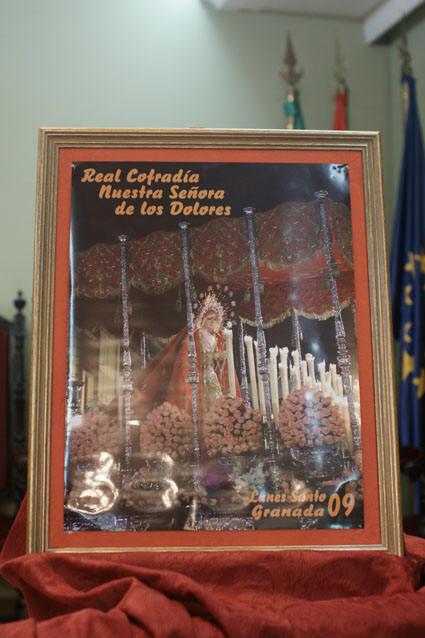 Real Cofradía
Nuestra Señora
de los Dolores
Lunes Santo
Granada 09